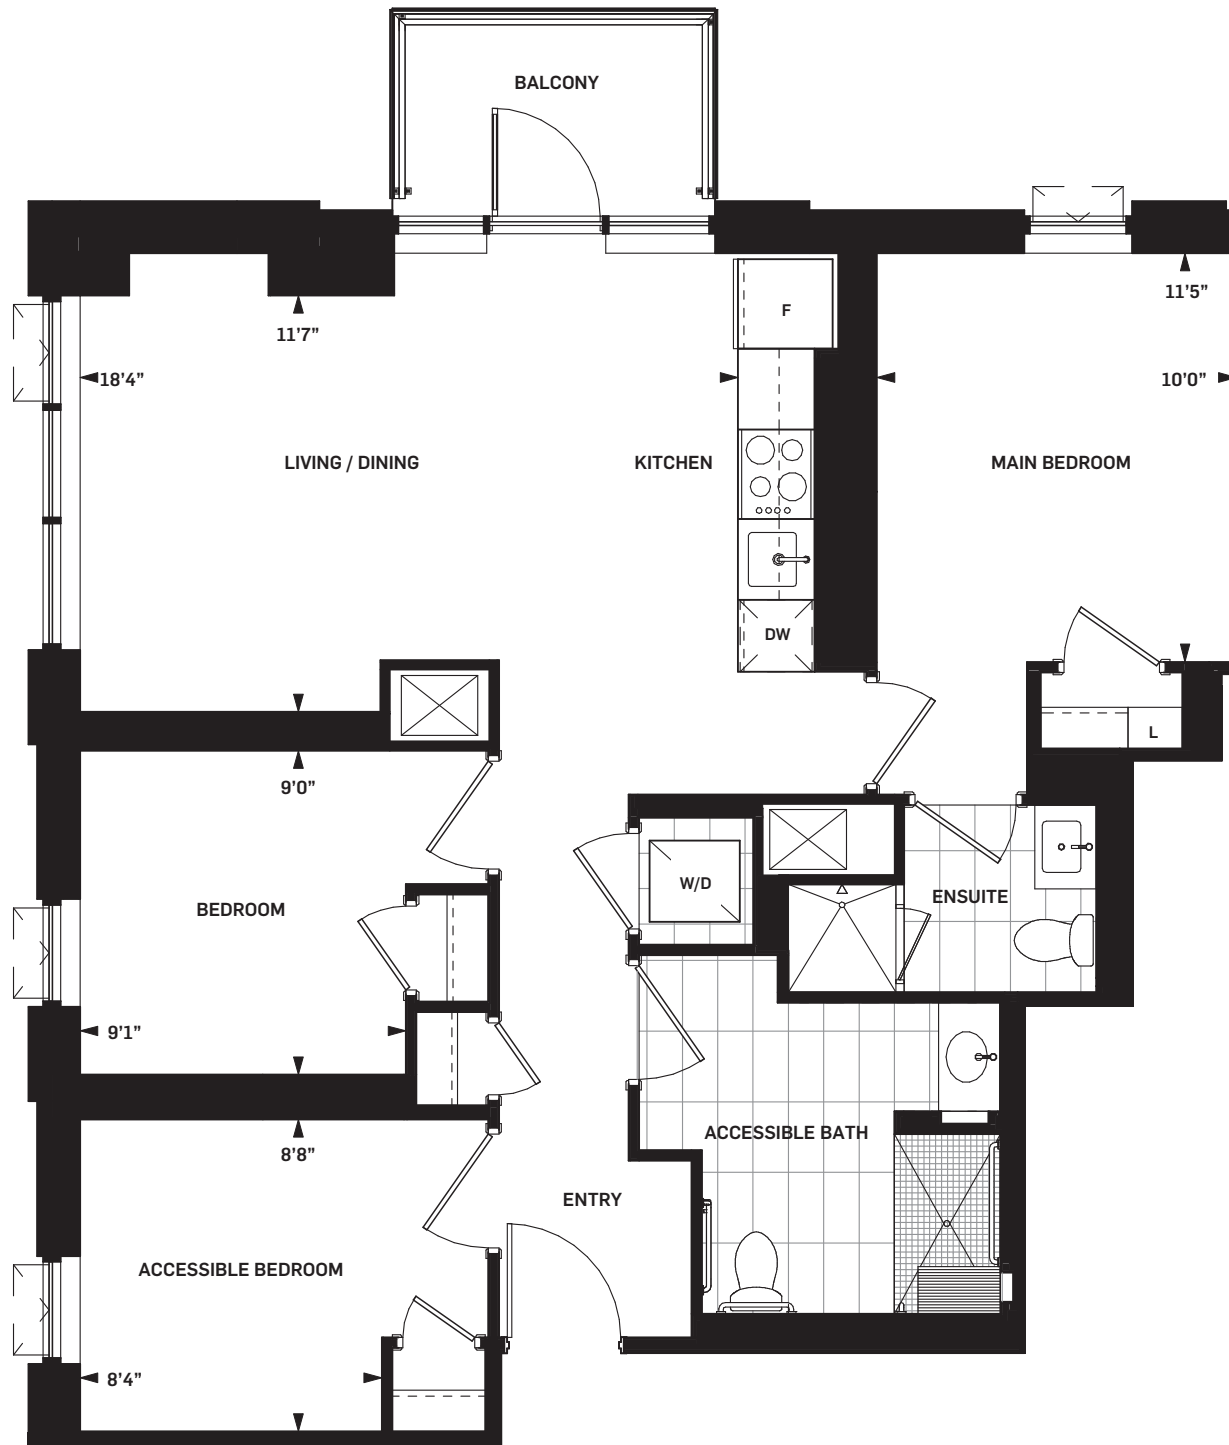 BALCONY
F
11’5”
11’7”
18’4”
10’0”
LIVING / DINING
KITCHEN
MAIN BEDROOM
DW
L
9’0”
W/D
ENSUITE
BEDROOM
9’1”
ACCESSIBLE BATH
8’8”
ENTRY
ACCESSIBLE BEDROOM
8’4”